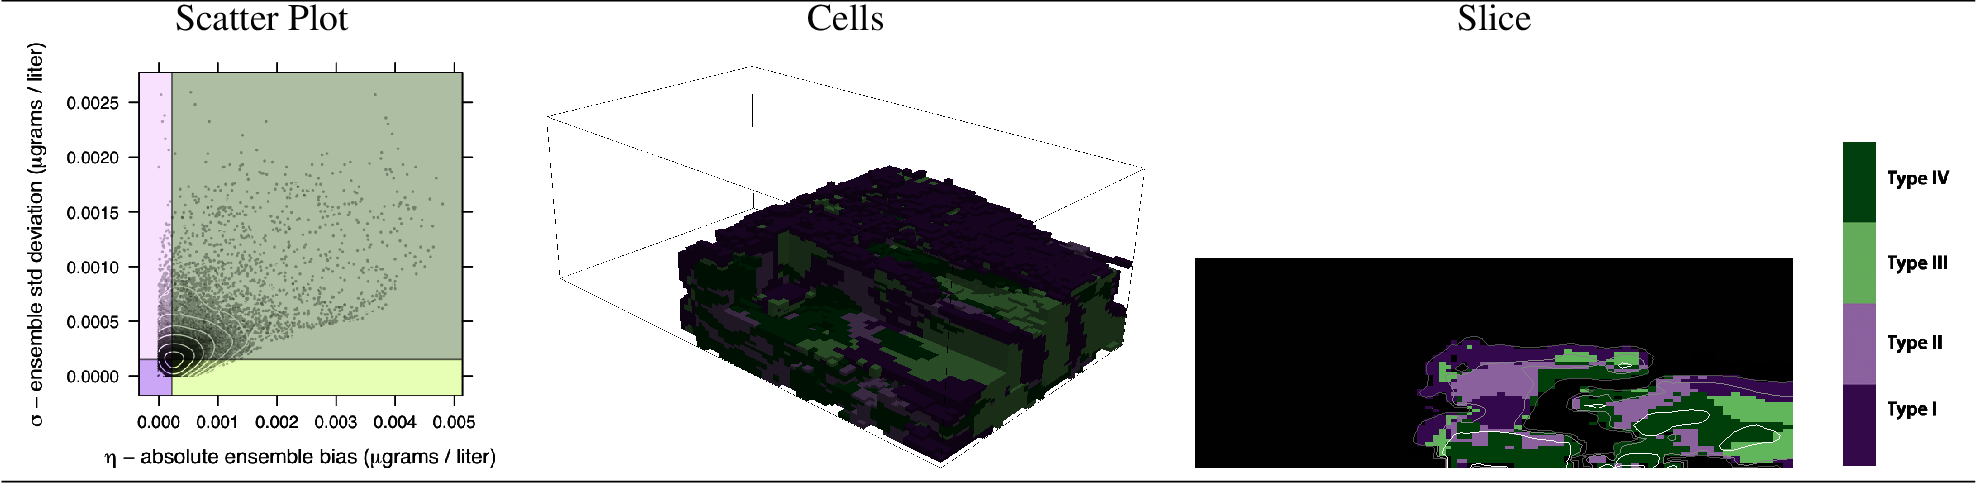 Scatter Plot
Cells
Slice
σ – ensemble std deviation (μgrams / liter)
0.0025
0.0020
0.0015
0.0010
0.0005
0.0000
0.000 0.001 0.002 0.003 0.004 0.005
η – absolute ensemble bias (μgrams / liter)
Type IV
Type III
Type II
Type I